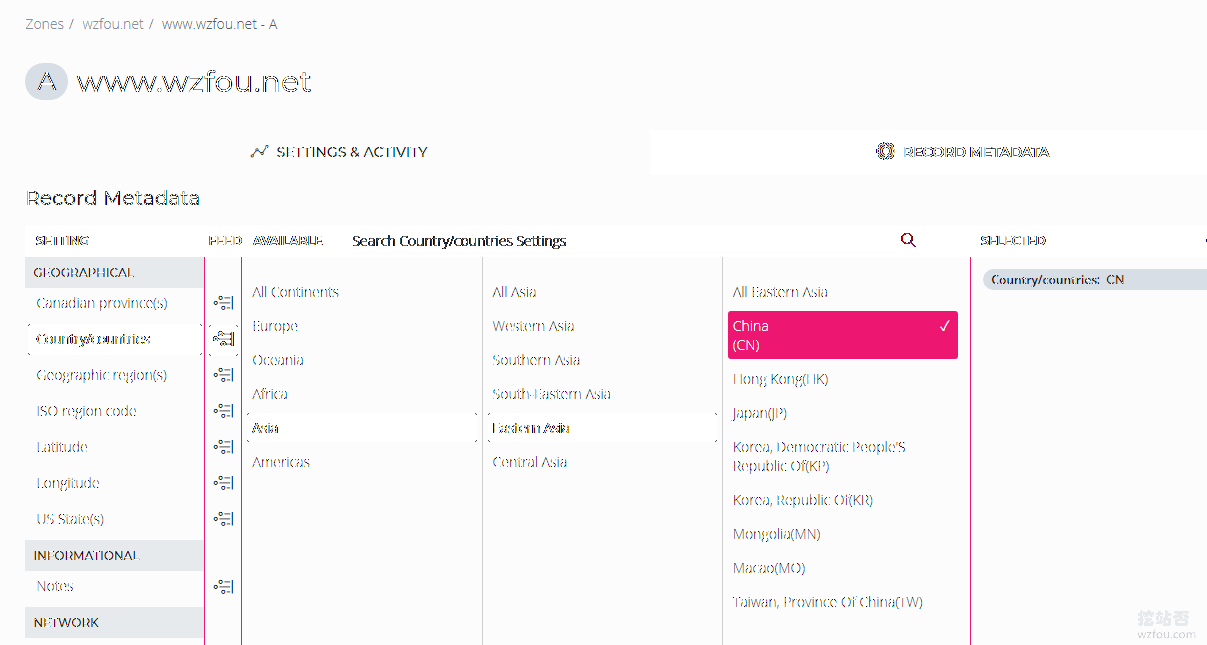 Zones / wzfou.net / www.wzfou.net - A
A www.wzfou.net
SETTINGS & ACTIVITY
RECORD METADATA
Record Metadata
SETTING
FEED
AVAILABLE
Search Country/countries Settings
SELECTED
GEOGRAPHICAL
Canadian province(s)
Country/countries
Geographic region(s)
ISO region code
Latitude
Longitude
US State(s)
INFORMATIONAL
Notes
NETWORK
All Continents
Europe
Oceania
Africa
Asia
Americas
All Asia
Western Asia
Southern Asia
South-Eastern Asia
Eastern Asia
Central Asia
All Eastern Asia
China
(CN)
Hong Kong(HK)
Japan(JP)
Korea, Democratic People'S
Republic Of(KP)
Korea, Republic Of(KR)
Mongolia(MN)
Macao(MO)
Taiwan, Province Of China(TW)
Country/countries: CN
挖站否
wzfou.com